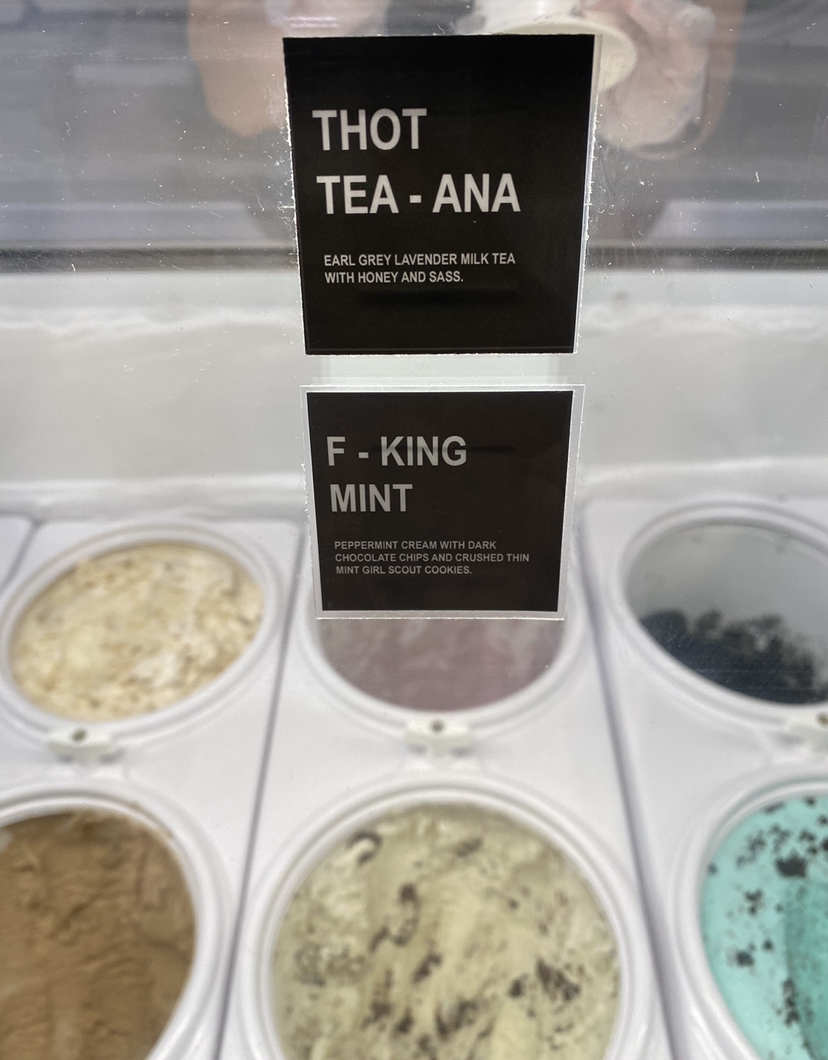 THOT
TEA - ANA
EARL GREY LAVENDER MILK TEA
WITH HONEY AND SASS.
F - KING
MINT
PEPPERMINT CREAM WITH DARK
CHOCOLATE CHIPS AND CRUSHED THIN
MINT GIRL SCOUT COOKIES.